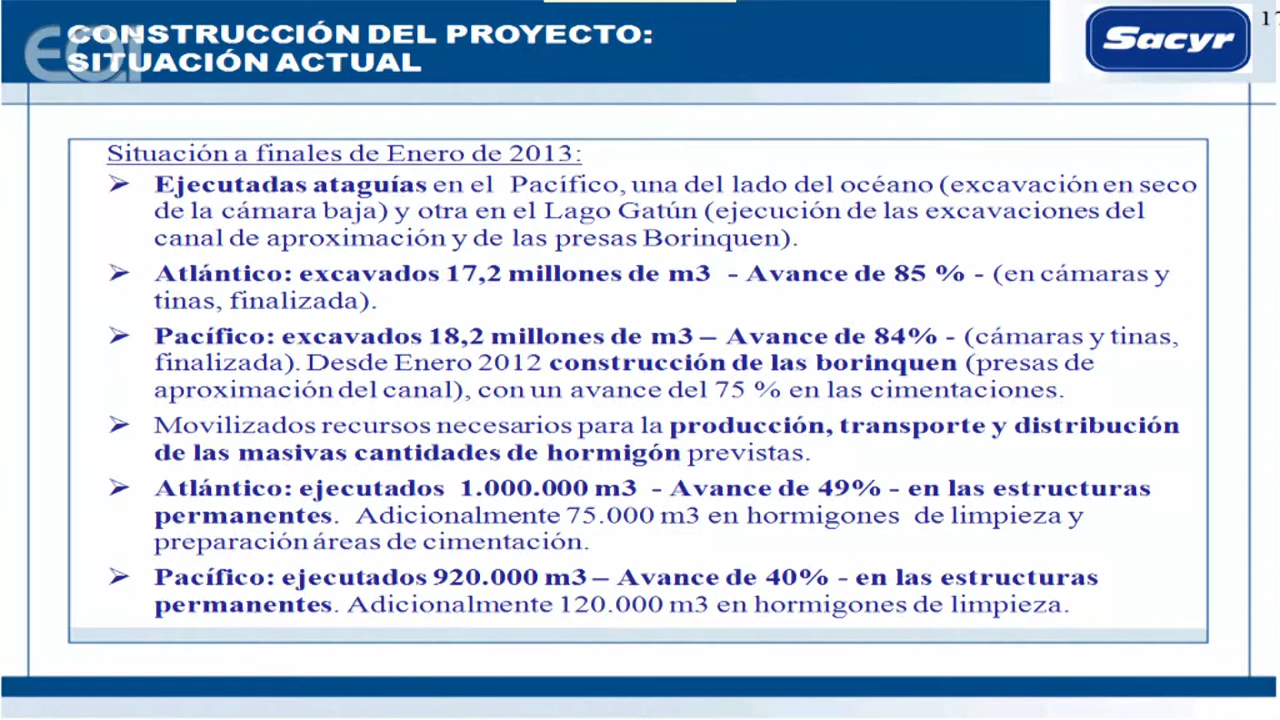 CONSTRUCCIÓN DEL PROYECTO:
SITUACIÓN ACTUAL
eoi
Sacyr
17
Situación a finales de Enero de 2013:
➢ Ejecutadas ataguías en el Pacífico, una del lado del océano (excavación en seco
de la cámara baja) y otra en el Lago Gatún (ejecución de las excavaciones del
canal de aproximación y de las presas Borinquen).
➢ Atlántico: excavados 17,2 millones de m3 - Avance de 85 % - (en cámaras y
tinas, finalizada).
➢ Pacífico: excavados 18,2 millones de m3 – Avance de 84% - (cámaras y tinas,
finalizada). Desde Enero 2012 construcción de las borinquen (presas de
aproximación del canal), con un avance del 75 % en las cimentaciones.
➢ Movilizados recursos necesarios para la producción, transporte y distribución
de las masivas cantidades de hormigón previstas.
➢ Atlántico: ejecutados 1.000.000 m3 - Avance de 49% - en las estructuras
permanentes. Adicionalmente 75.000 m3 en hormigones de limpieza y
preparación áreas de cimentación.
➢ Pacífico: ejecutados 920.000 m3 – Avance de 40% - en las estructuras
permanentes. Adicionalmente 120.000 m3 en hormigones de limpieza.